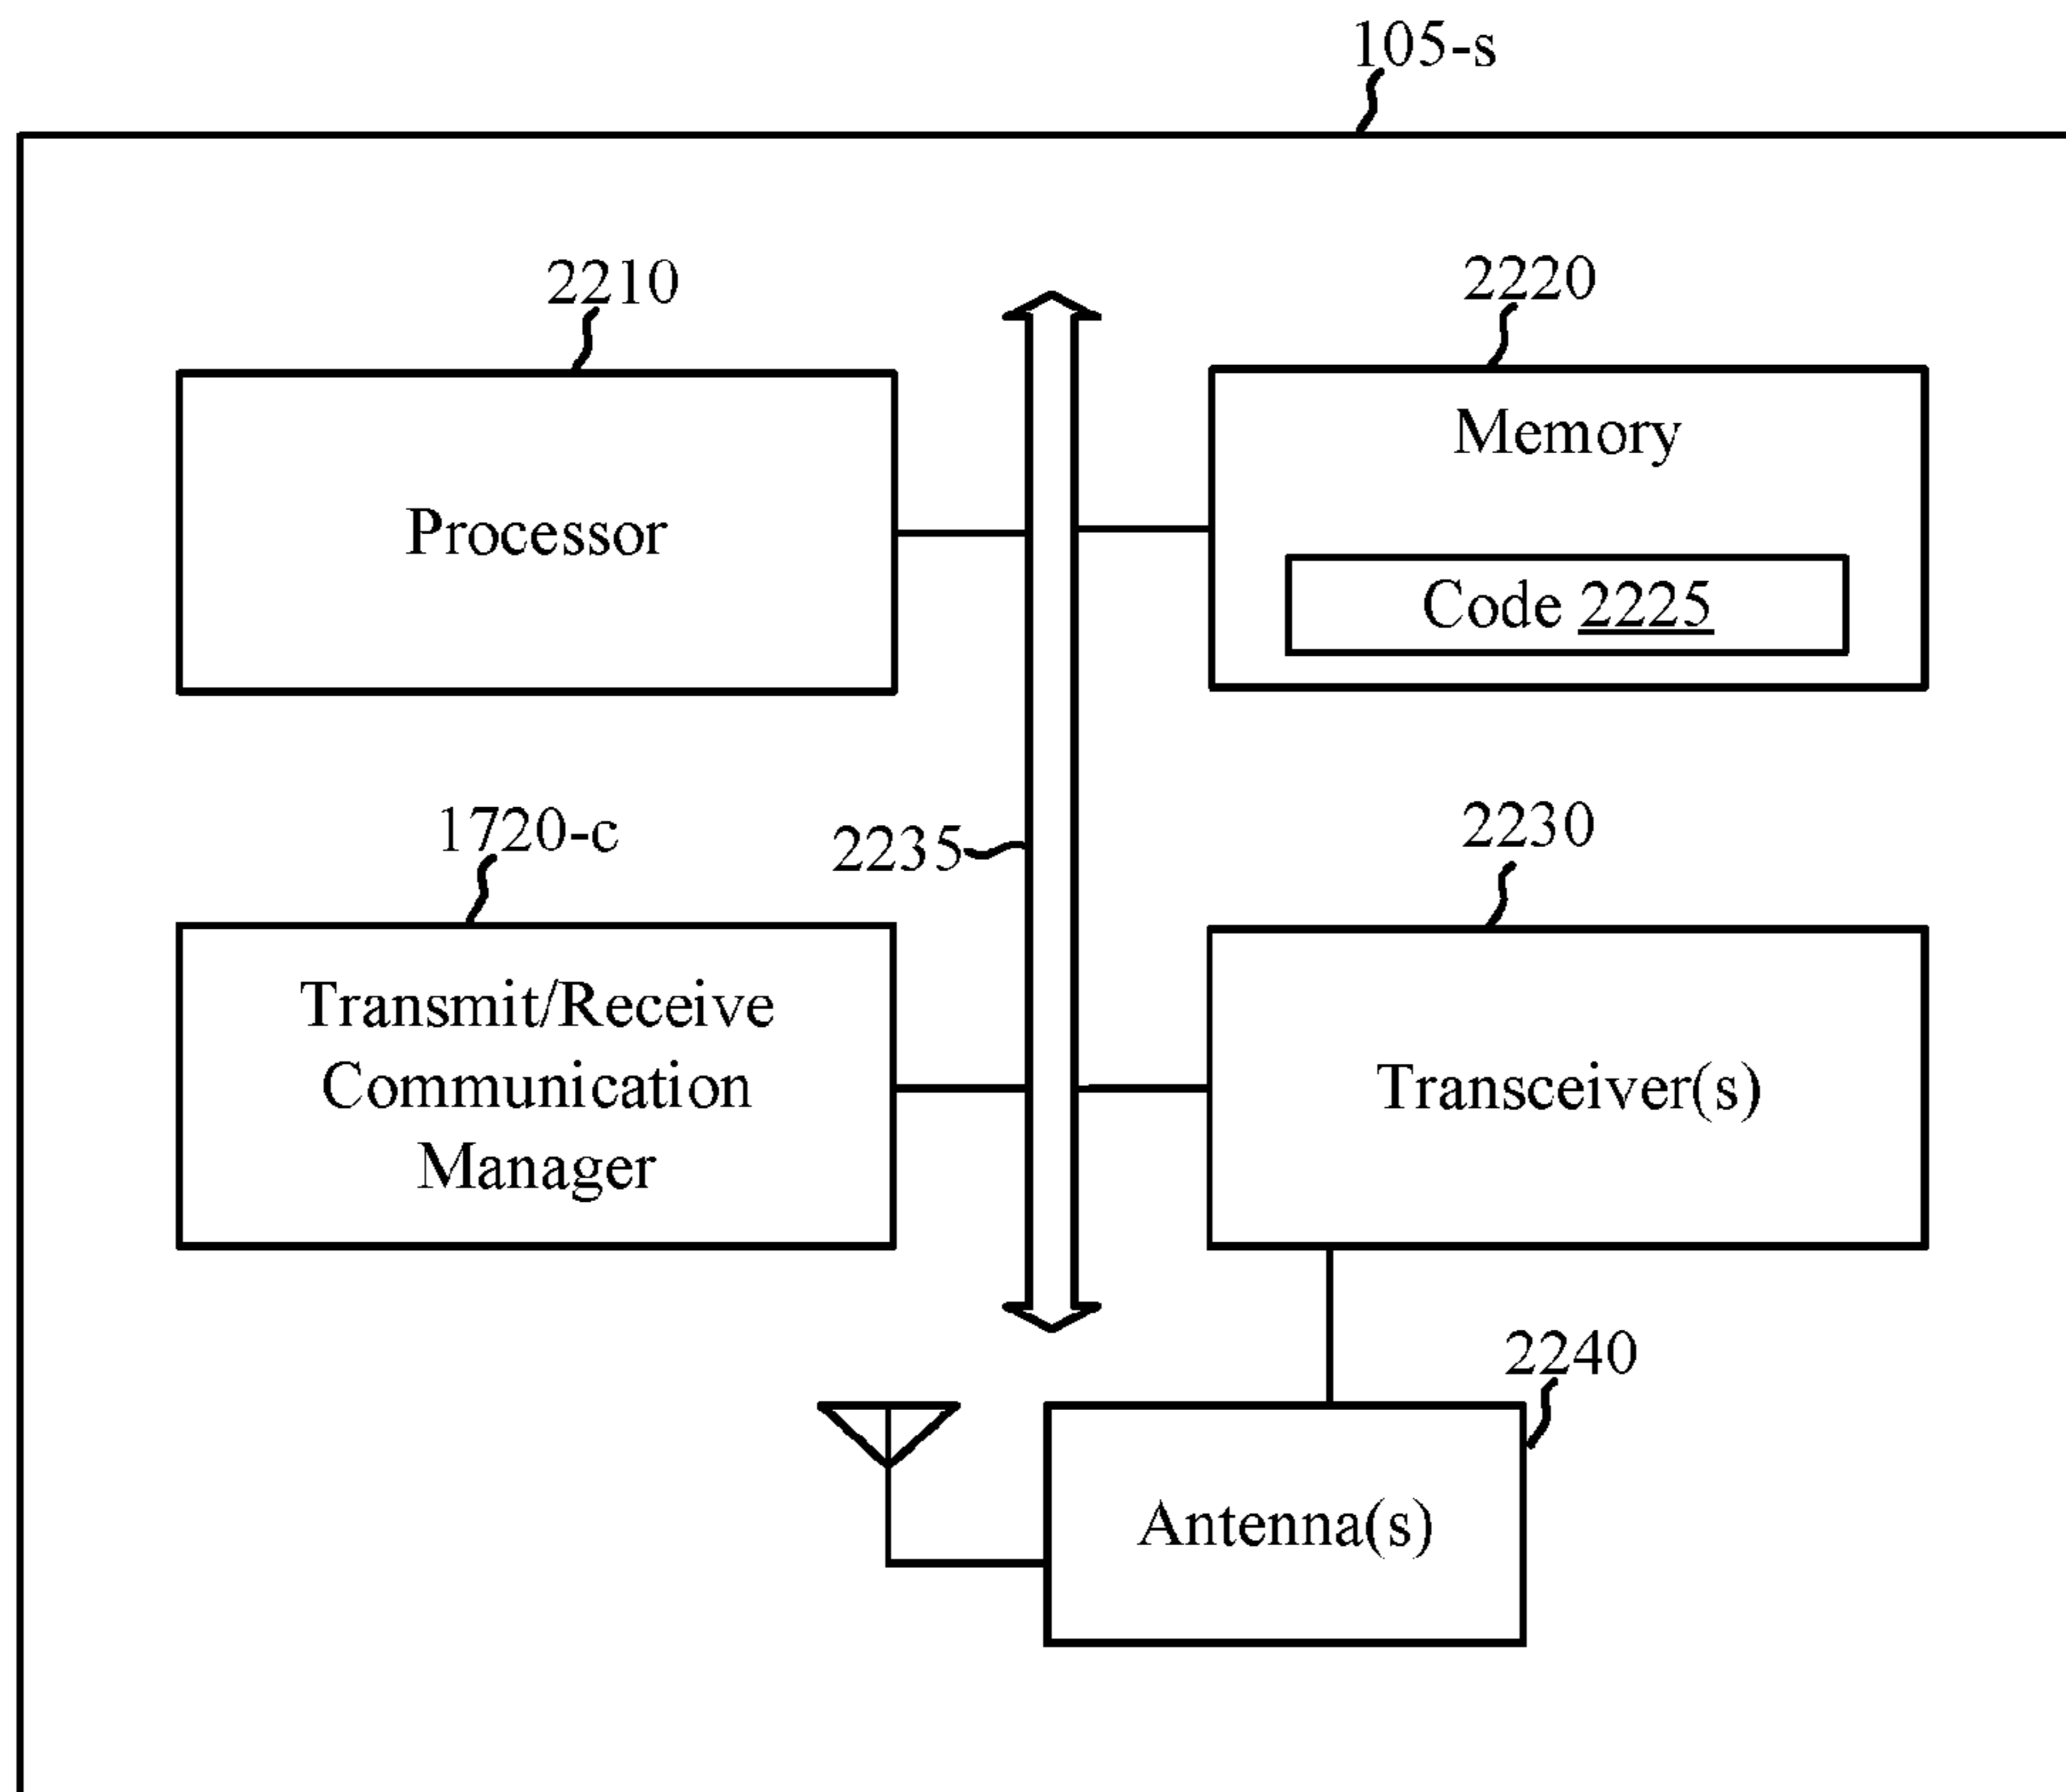 105-s
2210
2220
Processor
Memory
Code 2225
1720-c
2235
2230
Transmit/Receive
Communication
Manager
Transceiver(s)
2240
Antenna(s)